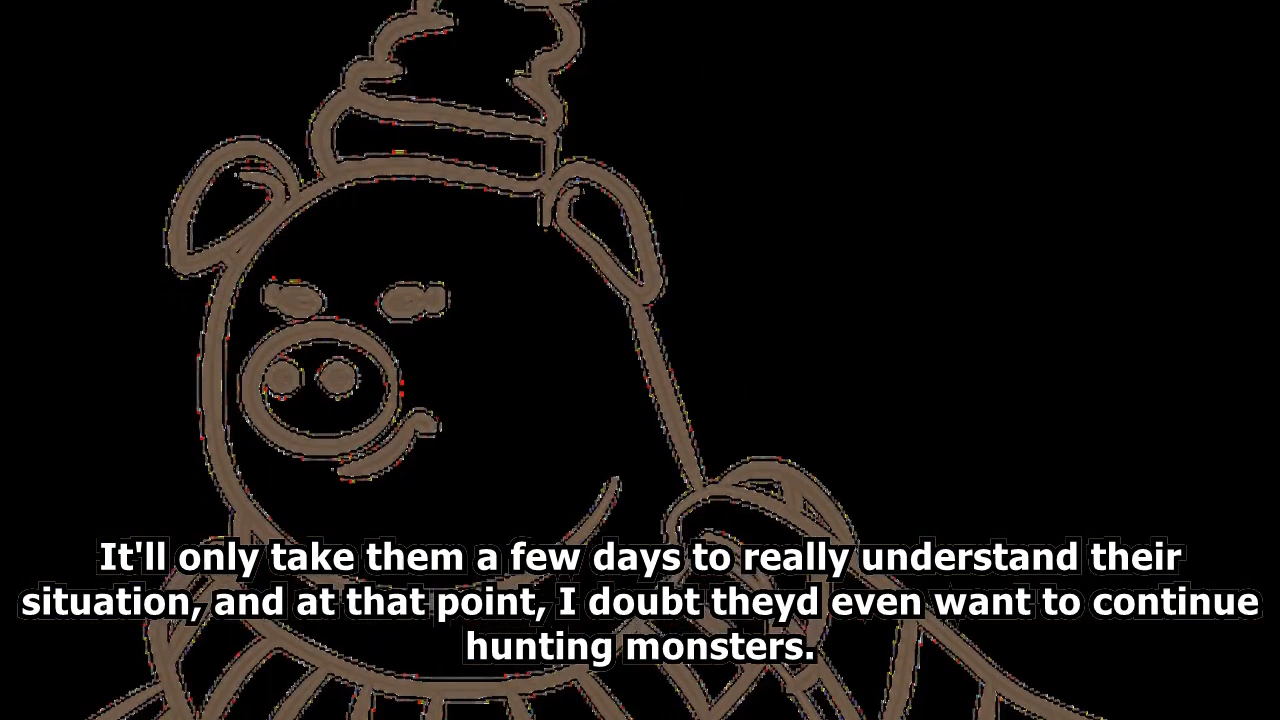 It'll only take them a few days to really understand their
situation, and at that point, I doubt theyd even want to continue
hunting monsters.